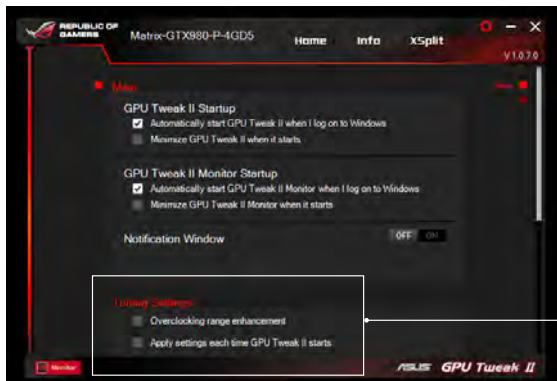 REPUBLIC OF
GAMERS
Matrix-GTX980-P-4GD5
Home Info XSplit
V1.0.7.0
Main
GPU Tweak II Startup
Automatically start GPU Tweak II when I log on to Windows
Minimize GPU Tweak II when it starts
GPU Tweak II Monitor Startup
Automatically start GPU Tweak II Monitor when I log on to Windows
Minimize GPU Tweak II Monitor when it starts
Notification Window OFF ON
Tuning Settings
Overclocking range enhancement
Apply settings each time GPU Tweak II starts
Monitor
ASUS GPU Tweak II